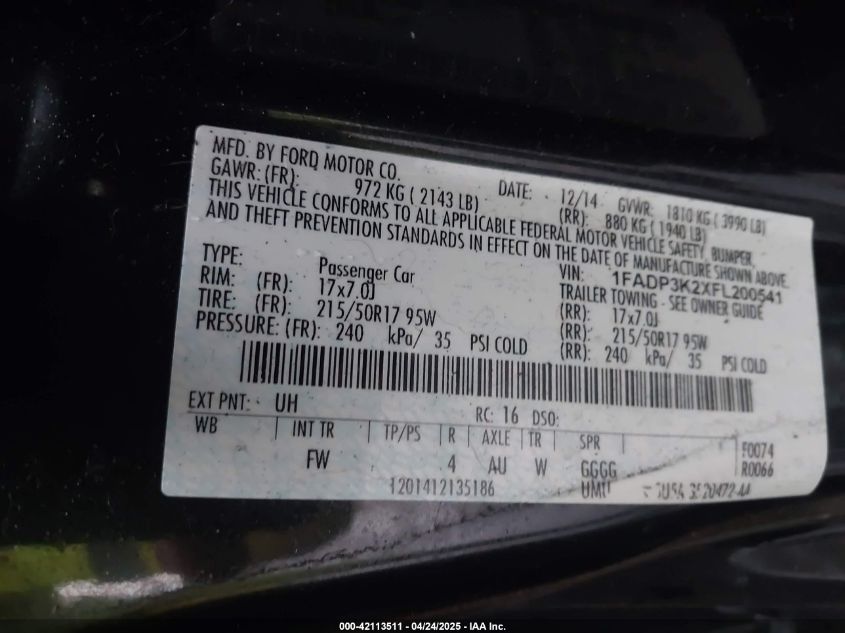 MFD. BY FORD MOTOR CO.
DATE: 12/14 GVWR: 1810 KG ( 3990 LB)
GAWR: (FR): 972 KG ( 2143 LB) (RR): 880 KG ( 1940 LB)
THIS VEHICLE CONFORMS TO ALL APPLICABLE FEDERAL MOTOR VEHICLE SAFETY, BUMPER,
AND THEFT PREVENTION STANDARDS IN EFFECT ON THE DATE OF MANUFACTURE SHOWN ABOVE.
VIN: 1FADP3K2XFL200541
TYPE: Passenger Car TRAILER TOWING - SEE OWNER GUIDE
RIM: (FR): 17x7.0J (RR): 17x7.0J
TIRE: (FR): 215/50R17 95W (RR): 215/50R17 95W
PRESSURE: (FR): 240 kPa/ 35 PSI COLD (RR): 240 kPa/ 35 PSI COLD
EXT PNT: UH RC: 16 DSO:
WB INT TR TP/PS R AXLE TR SPR F0074
FW 4 AU W GGGG R0066
1201412135186
000-42113511 - 04/24/2025 - IAA Inc.